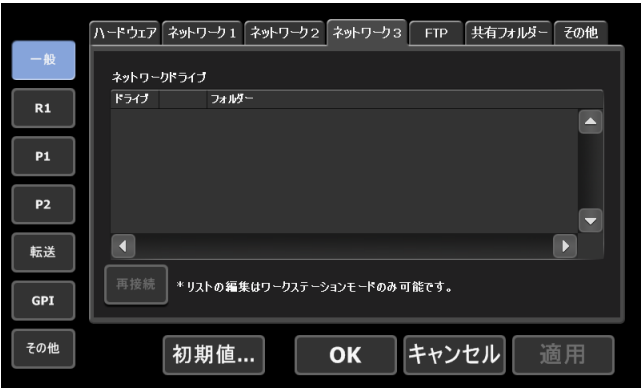 ハードウェア ネットワーク1 ネットワーク2 ネットワーク3 FTP 共有フォルダー その他
一般
ネットワークドライブ
ドライブ フォルダー
R1
P1
P2
転送
再接続 *リストの編集はワークステーションモードのみ可能です。
GPI
その他
初期値... OK キャンセル 適用